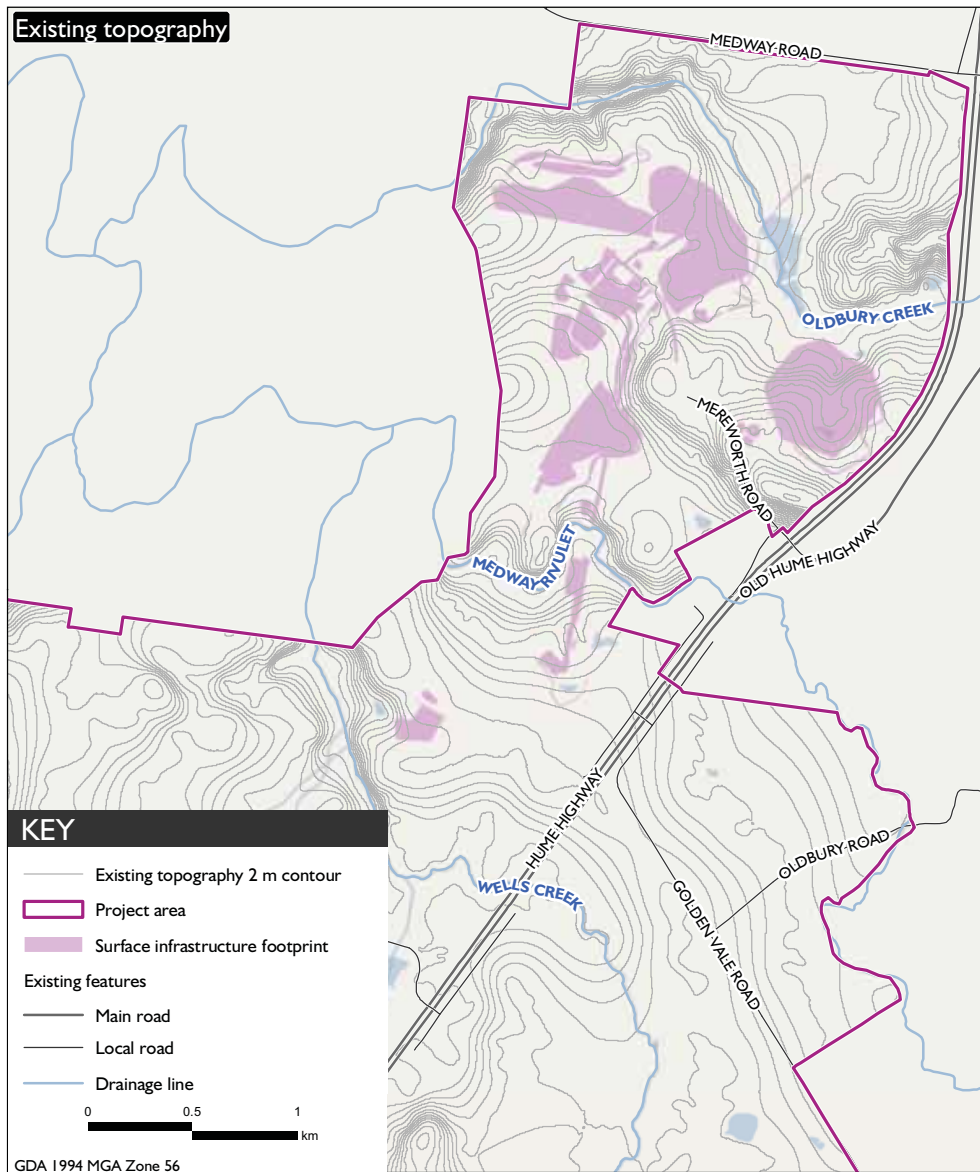 Existing topography
MEDWAY ROAD
OLDBURY CREEK
MEREWORTH ROAD
MEDWAY RIVULET
OLD HUME HIGHWAY
HUME HIGHWAY
OLDBURY ROAD
WELLS CREEK
GOLDEN VALE ROAD
KEY
Existing topography 2 m contour
Project area
Surface infrastructure footprint
Existing features
Main road
Local road
Drainage line
0 0.5 1
km
GDA 1994 MGA Zone 56